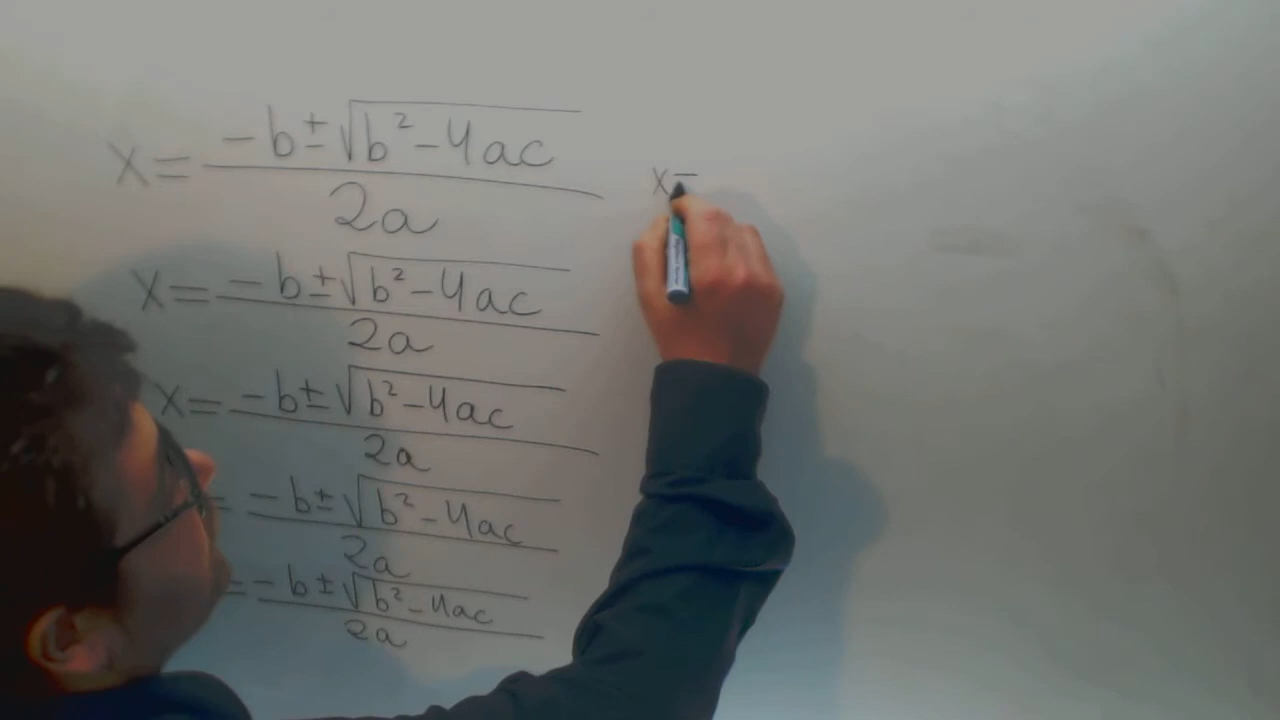 x = -b ± √b² - 4ac / 2a
x = -b ± √b² - 4ac / 2a
x = -b ± √b² - 4ac / 2a
= -b ± √b² - 4ac / 2a
= -b ± √b² - 4ac / 2a
x=